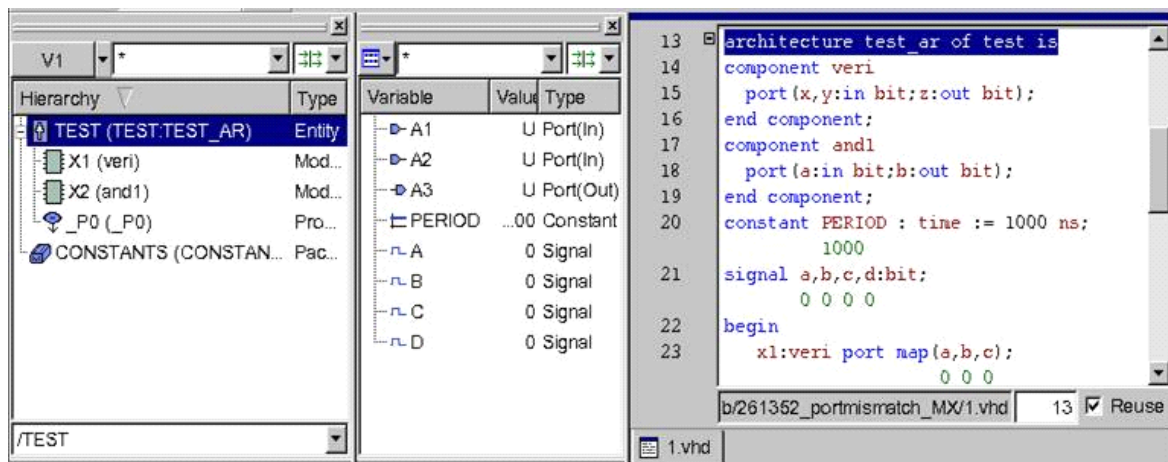 V1 *
Hierarchy Type
TEST (TEST:TEST_AR) Entity
X1 (veri) Mod...
X2 (and1) Mod...
_P0 (_P0) Pro...
CONSTANTS (CONSTAN... Pac...
/TEST
*
Variable Value Type
A1 U Port(In)
A2 U Port(In)
A3 U Port(Out)
PERIOD ...00 Constant
A 0 Signal
B 0 Signal
C 0 Signal
D 0 Signal
13 architecture test_ar of test is
14 component veri
15 port(x,y:in bit;z:out bit);
16 end component;
17 component and1
18 port(a:in bit;b:out bit);
19 end component;
20 constant PERIOD : time := 1000 ns;
1000
21 signal a,b,c,d:bit;
0 0 0 0
22 begin
23 x1:veri port map(a,b,c);
0 0 0
b/261352_portmismatch_MX/1.vhd 13 Reuse
1.vhd